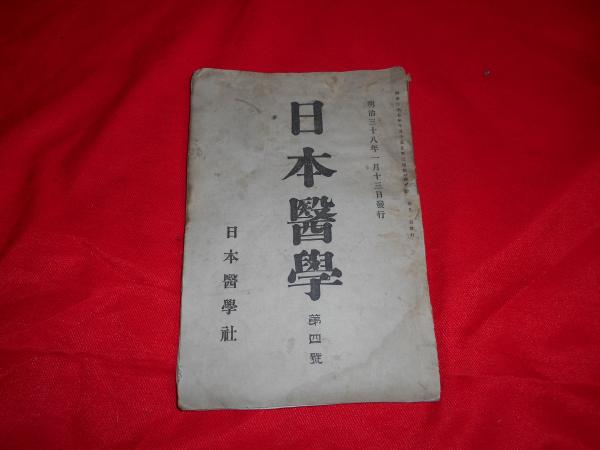 明治三十八年一月十三日發行
日本醫學
第四號
日本醫學社